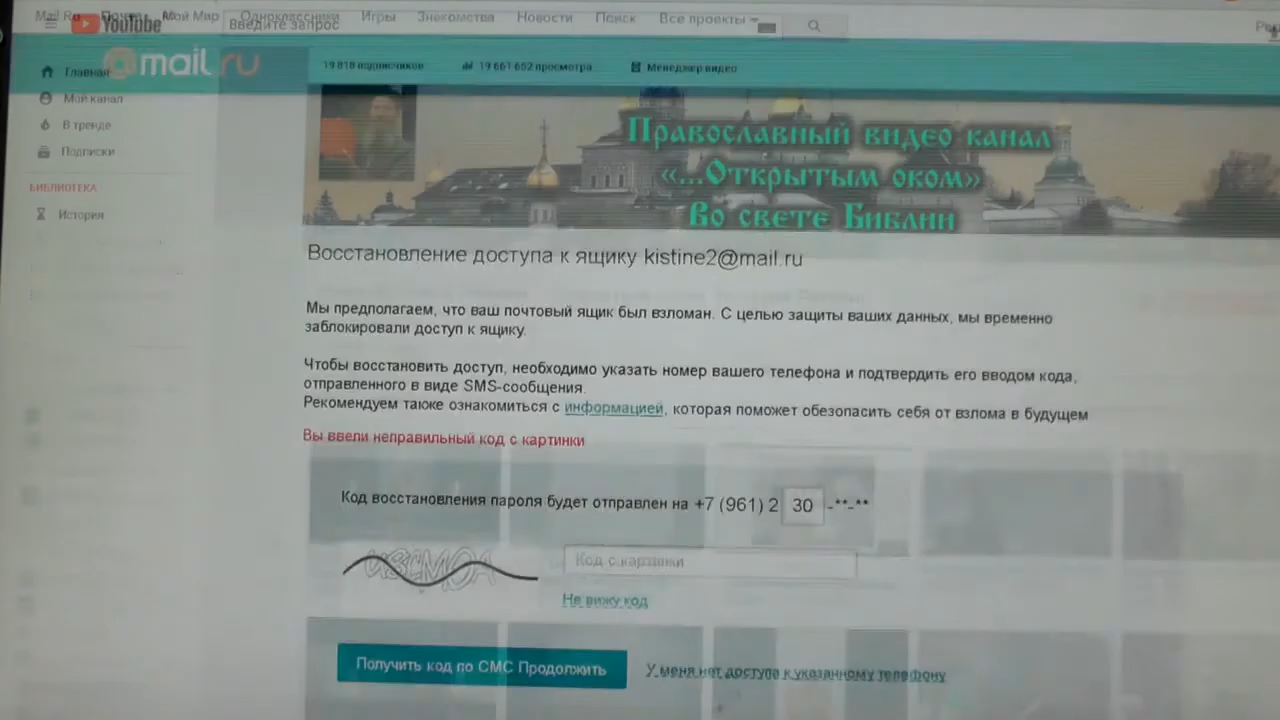 Mail.Ru Почта Мой Мир Одноклассники Игры Знакомства Новости Поиск Все проекты
YouTube
Введите запрос
@mail.ru
Главная
19 818 подписчиков
19 661 652 просмотра
Менеджер видео
Мой канал
В тренде
Подписки
БИБЛИОТЕКА
История
Православный видео канал
«...Открытым оком»
Во свете Библии
Восстановление доступа к ящику kistine2@mail.ru
Мы предполагаем, что ваш почтовый ящик был взломан. С целью защиты ваших данных, мы временно
заблокировали доступ к ящику.
Чтобы восстановить доступ, необходимо указать номер вашего телефона и подтвердить его вводом кода,
отправленного в виде SMS-сообщения.
Рекомендуем также ознакомиться с информацией, которая поможет обезопасить себя от взлома в будущем
Вы ввели неправильный код с картинки
Код восстановления пароля будет отправлен на +7 (961) 2 30 -**-**
Код с картинки
Не вижу код
Получить код по СМС Продолжить
У меня нет доступа к указанному телефону